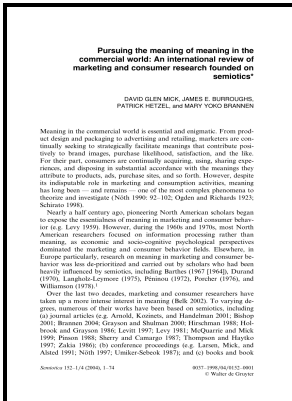 Pursuing the meaning of meaning in the
commercial world: An international review of
marketing and consumer research founded on
semiotics*
DAVID GLEN MICK, JAMES E. BURROUGHS,
PATRICK HETZEL, and MARY YOKO BRANNEN
Meaning in the commercial world is essential and enigmatic. From prod-
uct design and packaging to advertising and retailing, marketers are con-
tinually seeking to strategically facilitate meanings that contribute posi-
tively to brand images, purchase likelihood, satisfaction, and the like.
For their part, consumers are continually acquiring, using, sharing expe-
riences, and disposing in substantial accordance with the meanings they
attribute to products, ads, purchase sites, and so forth. However, despite
its indisputable role in marketing and consumption activities, meaning
has long been — and remains — one of the most complex phenomena to
theorize and investigate (Nöth 1990: 92–102; Ogden and Richards 1923;
Schirato 1998).
Nearly a half century ago, pioneering North American scholars began
to expose the essentialness of meaning in marketing and consumer behav-
ior (e.g. Levy 1959). However, during the 1960s and 1970s, most North
American researchers focused on information processing rather than
meaning, as economic and socio-cognitive psychological perspectives
dominated the marketing and consumer behavior fields. Elsewhere, in
Europe particularly, research on meaning in marketing and consumer be-
havior was less de-prioritized and carried out by scholars who had been
heavily influenced by semiotics, including Barthes (1967 [1964]), Durand
(1970), Langholz-Leymore (1975), Péninou (1972), Porcher (1976), and
Williamson (1978).¹
Over the last two decades, marketing and consumer researchers have
taken up a more intense interest in meaning (Belk 2002). To varying de-
grees, numerous of their works have been based on semiotics, including
(a) journal articles (e.g. Arnold, Kozinets, and Handelman 2001; Bishop
2001; Brannen 2004; Grayson and Shulman 2000; Hirschman 1988; Hol-
brook and Grayson 1986; Levitt 1997; Levy 1981; McQuarrie and Mick
1999; Pinson 1988; Sherry and Camargo 1987; Thompson and Haytko
1997; Zakia 1986); (b) conference proceedings (e.g. Larsen, Mick, and
Alsted 1991; Nöth 1997; Umiker-Sebeok 1987); and (c) books and book
Semiotica 152–1/4 (2004), 1–74
0037–1998/04/0152–0001
© Walter de Gruyter